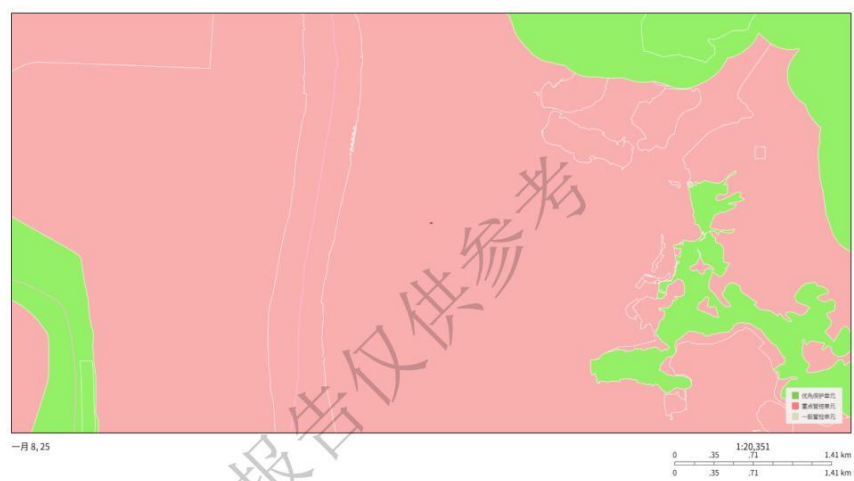 报告仅供参考
优先保护单元
重点管控单元
一般管控单元
一月 8, 25
1:20,351
0 .35 .71 1.41 km
0 .35 .71 1.41 km